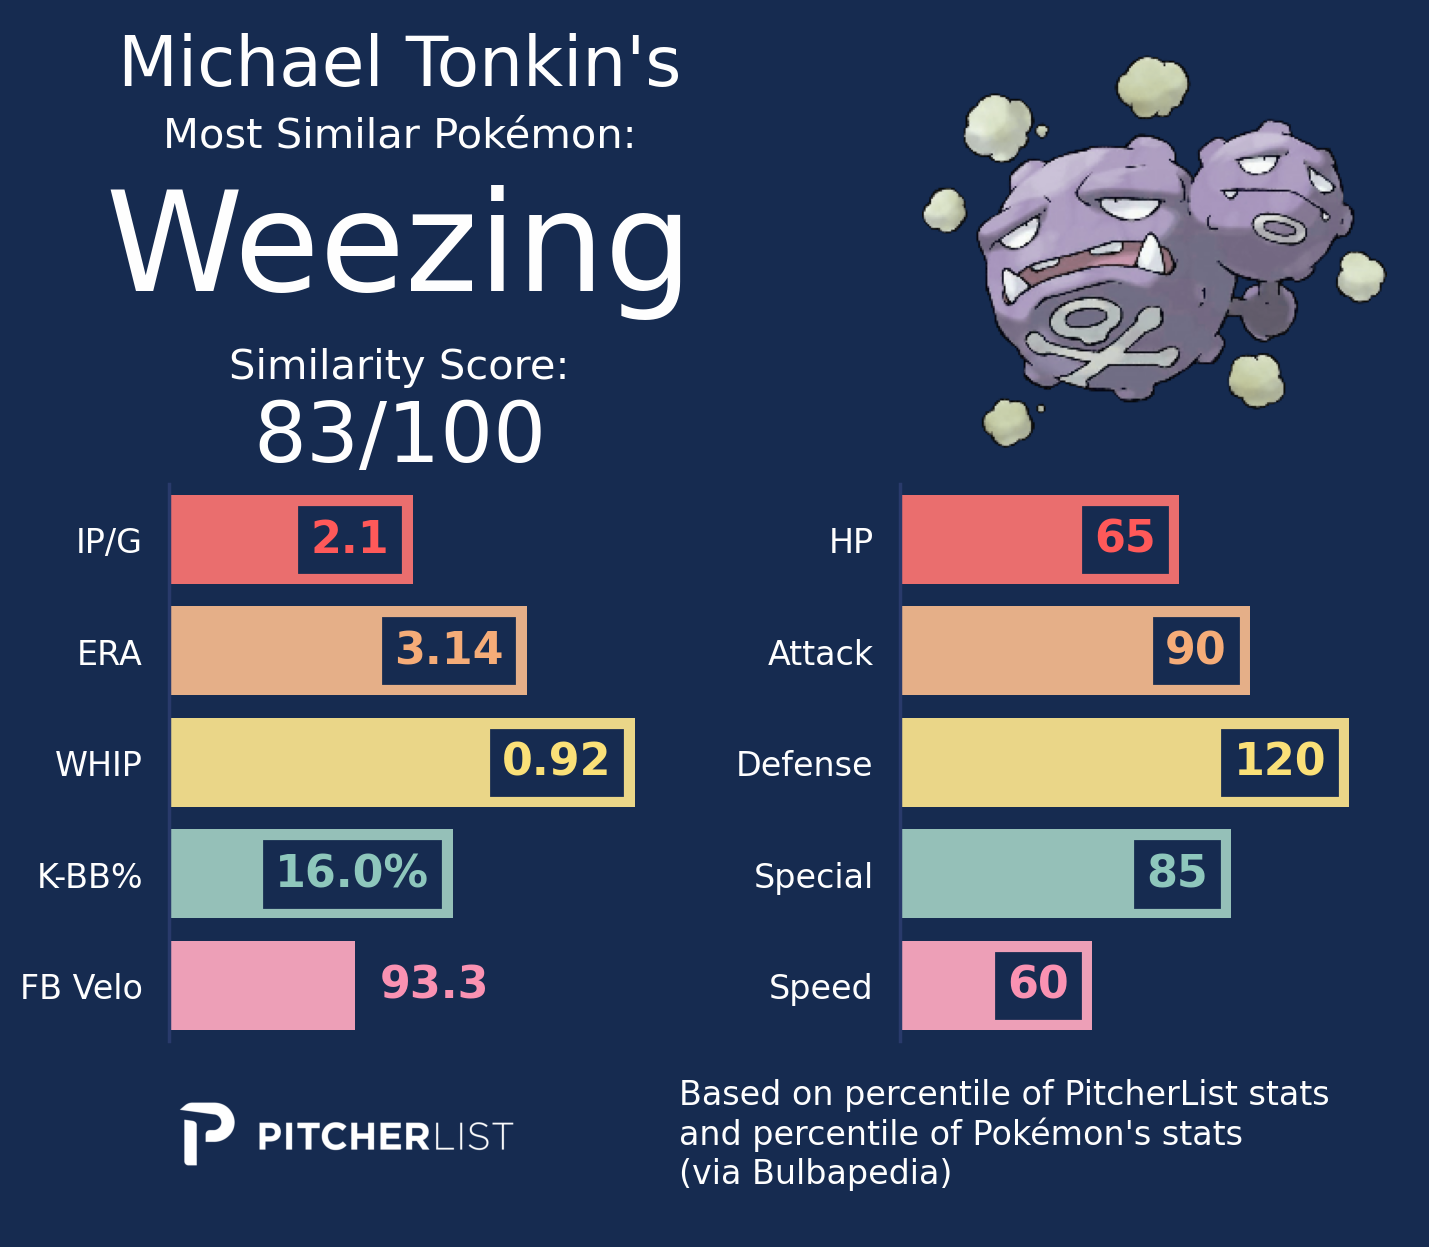 Michael Tonkin's
Most Similar Pokémon:
Weezing
Similarity Score:
83/100
IP/G 2.1
ERA 3.14
WHIP 0.92
K-BB% 16.0%
FB Velo 93.3
HP 65
Attack 90
Defense 120
Special 85
Speed 60
PITCHERLIST
Based on percentile of PitcherList stats
and percentile of Pokémon's stats
(via Bulbapedia)